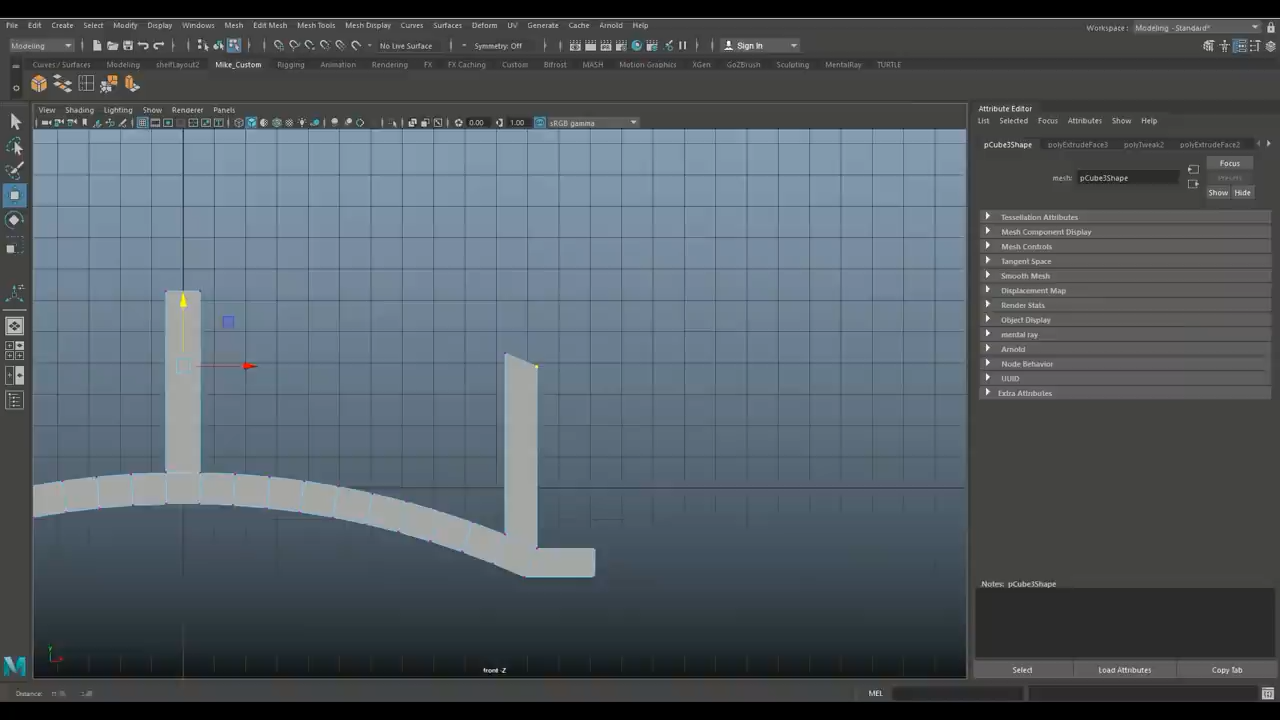 File Edit Create Select Modify Display Windows Mesh Edit Mesh Mesh Tools Mesh Display Curves Surfaces Deform UV Generate Cache Arnold Help
Workspace: Modeling - Standard*
Modeling No Live Surface Symmetry: Off Sign In
Curves / Surfaces Modeling shelfLayout2 Mike_Custom Rigging Animation Rendering FX FX Caching Custom Bifrost MASH Motion Graphics XGen GoZBrush Sculpting MentalRay TURTLE
View Shading Lighting Show Renderer Panels
0.00 1.00 sRGB gamma
Attribute Editor
List Selected Focus Attributes Show Help
pCube3Shape polyExtrudeFace3 polyTweak2 polyExtrudeFace2
Focus
mesh: pCube3Shape
Presets
Show Hide
Tessellation Attributes
Mesh Component Display
Mesh Controls
Tangent Space
Smooth Mesh
Displacement Map
Render Stats
Object Display
mental ray
Arnold
Node Behavior
UUID
Extra Attributes
Notes: pCube3Shape
y
x
front -Z
Select Load Attributes Copy Tab
Distance:
MEL